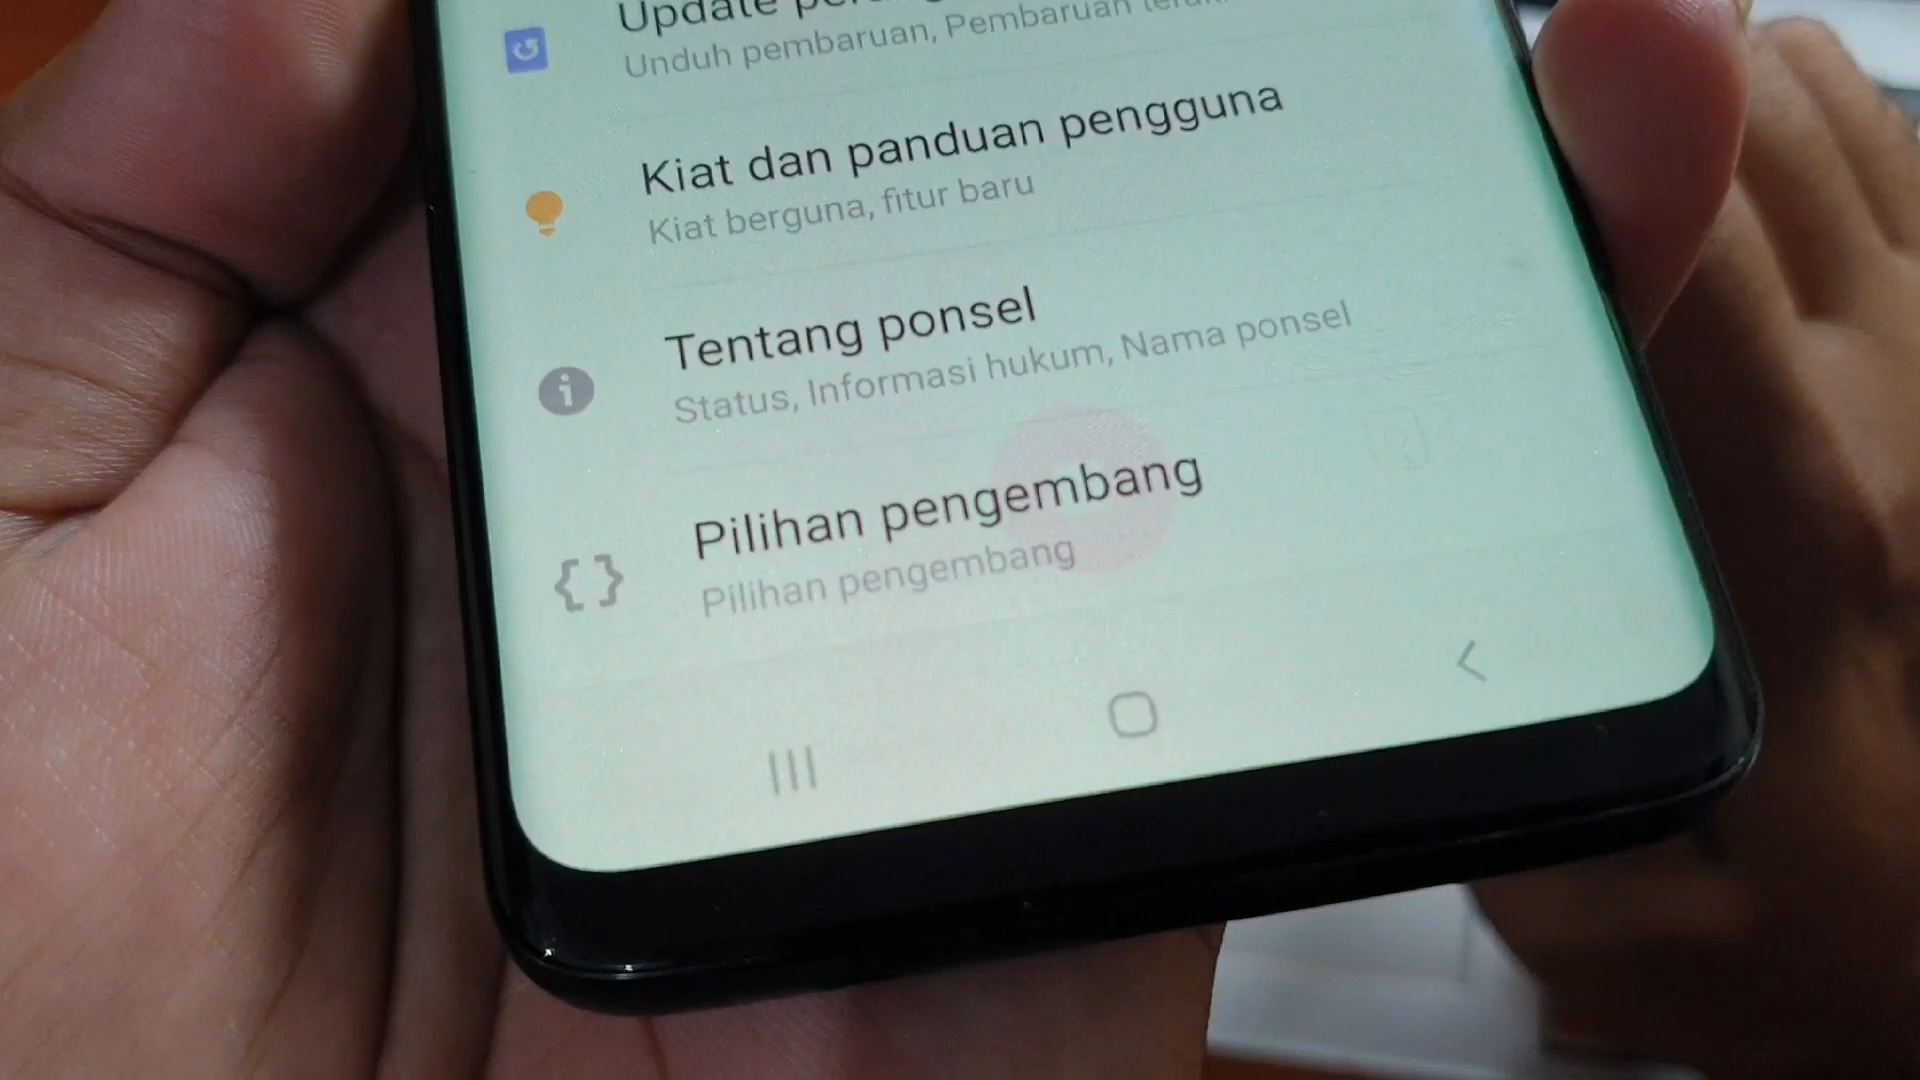 Update
Unduh pembaruan, Pembaruan
Kiat dan panduan pengguna
Kiat berguna, fitur baru
Tentang ponsel
Status, Informasi hukum, Nama ponsel
Pilihan pengembang
Pilihan pengembang